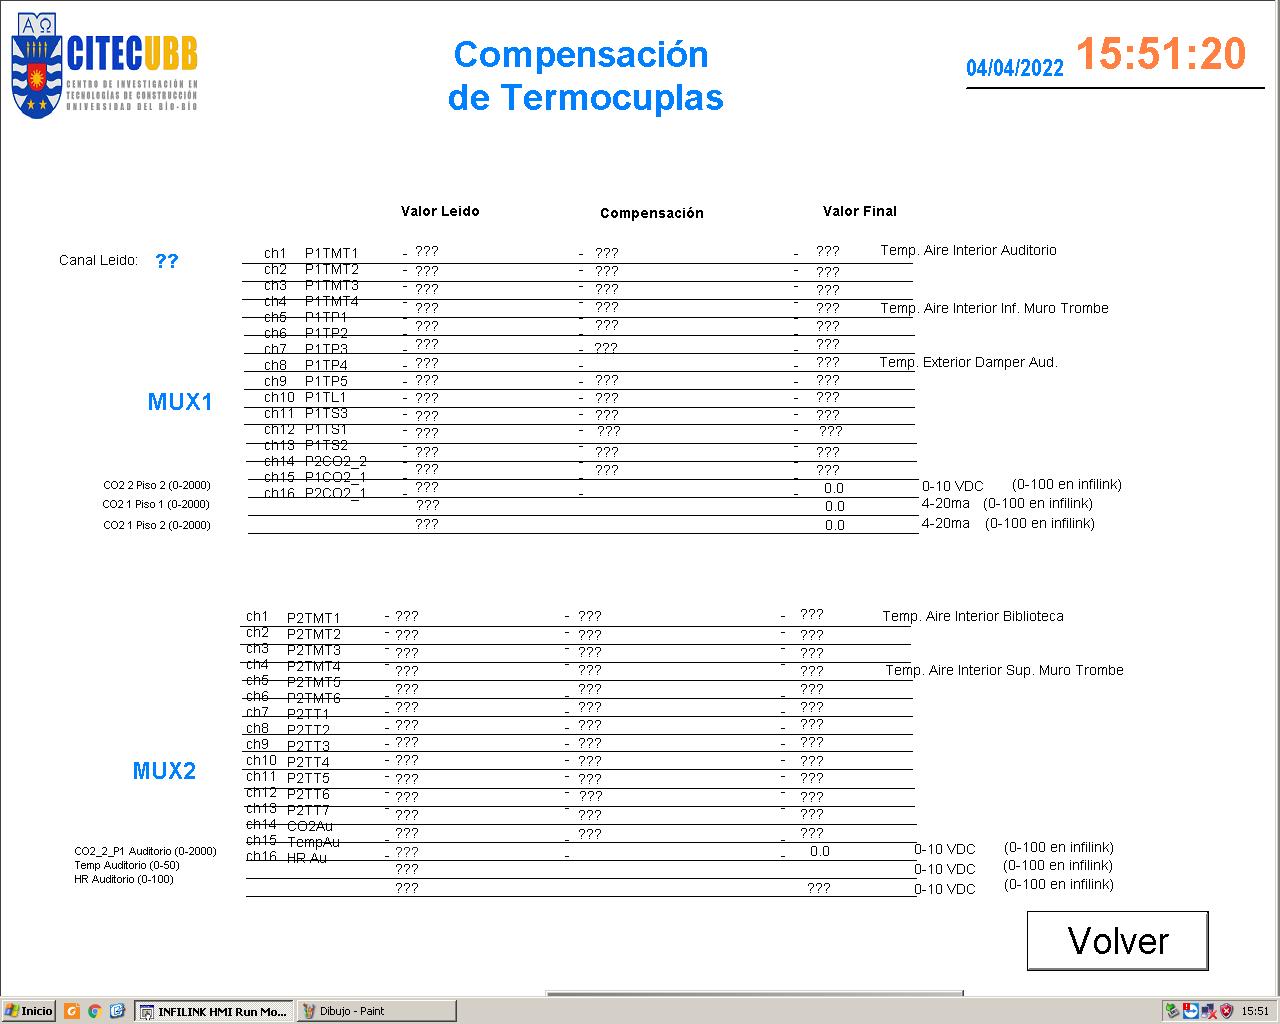 ΑΩ
CITECUBB
CENTRO DE INVESTIGACIÓN EN
TECNOLOGÍAS DE CONSTRUCCIÓN
UNIVERSIDAD DEL BÍO-BÍO
Compensación
de Termocuplas
04/04/2022 15:51:20
Valor Leido Compensación Valor Final
Canal Leido: ??
ch1 P1TMT1 - ??? - ??? - ??? Temp. Aire Interior Auditorio
ch2 P1TMT2 - ??? - ??? - ???
ch3 P1TMT3 - ??? - ??? - ???
ch4 P1TMT4 - ??? - ??? - ??? Temp. Aire Interior Inf. Muro Trombe
ch5 P1TP1 - ??? - ??? - ???
ch6 P1TP2 - ??? - - ???
ch7 P1TP3 - ??? - ??? - ??? Temp. Exterior Damper Aud.
ch8 P1TP4 - ??? - ??? - ???
ch9 P1TP5 - ??? - ??? - ???
MUX1
ch10 P1TL1 - ??? - ??? - ???
ch11 P1TS3 - ??? - ??? - ???
ch12 P1TS1 - ??? - ??? - ???
ch13 P1TS2 - ??? - ??? - ???
ch14 P2CO2_2
ch15 P1CO2_1
ch16 P2CO2_1
CO2 2 Piso 2 (0-2000) - ??? - - 0.0 0-10 VDC (0-100 en infilink)
CO2 1 Piso 1 (0-2000) ??? 0.0 4-20ma (0-100 en infilink)
CO2 1 Piso 2 (0-2000) ??? 0.0 4-20ma (0-100 en infilink)
ch1 P2TMT1 - ??? - ??? - ??? Temp. Aire Interior Biblioteca
ch2 P2TMT2 - ??? - ??? - ???
ch3 P2TMT3 - ??? - ??? - ???
ch4 P2TMT4 - ??? - ??? - ??? Temp. Aire Interior Sup. Muro Trombe
ch5 P2TMT5 - ??? - ??? - ???
ch6 P2TMT6 - ??? - ??? - ???
ch7 P2TT1 - ??? - ??? - ???
ch8 P2TT2 - ??? - ??? - ???
ch9 P2TT3 - ??? - ??? - ???
MUX2
ch10 P2TT4 - ??? - ??? - ???
ch11 P2TT5 - ??? - ??? - ???
ch12 P2TT6 - ??? - ??? - ???
ch13 P2TT7 - ??? - ??? - ???
ch14 CO2Au
ch15 TempAu
ch16 HR Au
CO2_2_P1 Auditorio (0-2000) - ??? - - 0.0 0-10 VDC (0-100 en infilink)
Temp Auditorio (0-50) ??? 0-10 VDC (0-100 en infilink)
HR Auditorio (0-100) ??? ??? 0-10 VDC (0-100 en infilink)
Volver
Inicio INFILINK HMI Run Mo... Dibujo - Paint 15:51